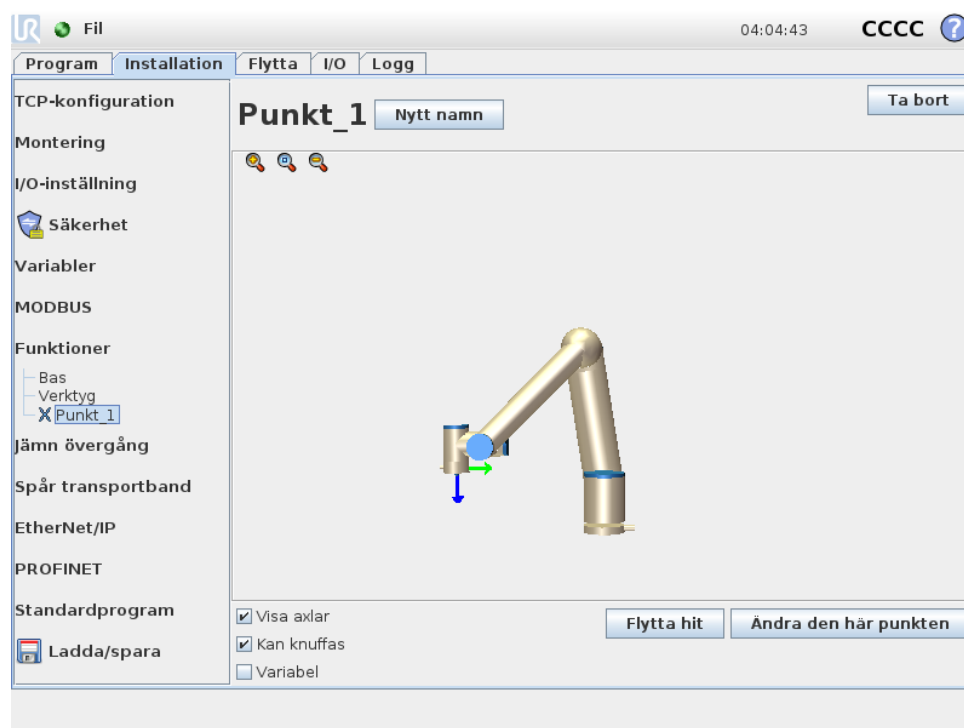 UR Fil 04:04:43 CCCC ?
Program Installation Flytta I/O Logg
TCP-konfiguration
Montering
I/O-inställning
Säkerhet
Variabler
MODBUS
Funktioner
Bas
Verktyg
Punkt_1
Jämn övergång
Spår transportband
EtherNet/IP
PROFINET
Standardprogram
Ladda/spara
Punkt_1 Nytt namn Ta bort
Visa axlar
Kan knuffas
Variabel
Flytta hit Ändra den här punkten